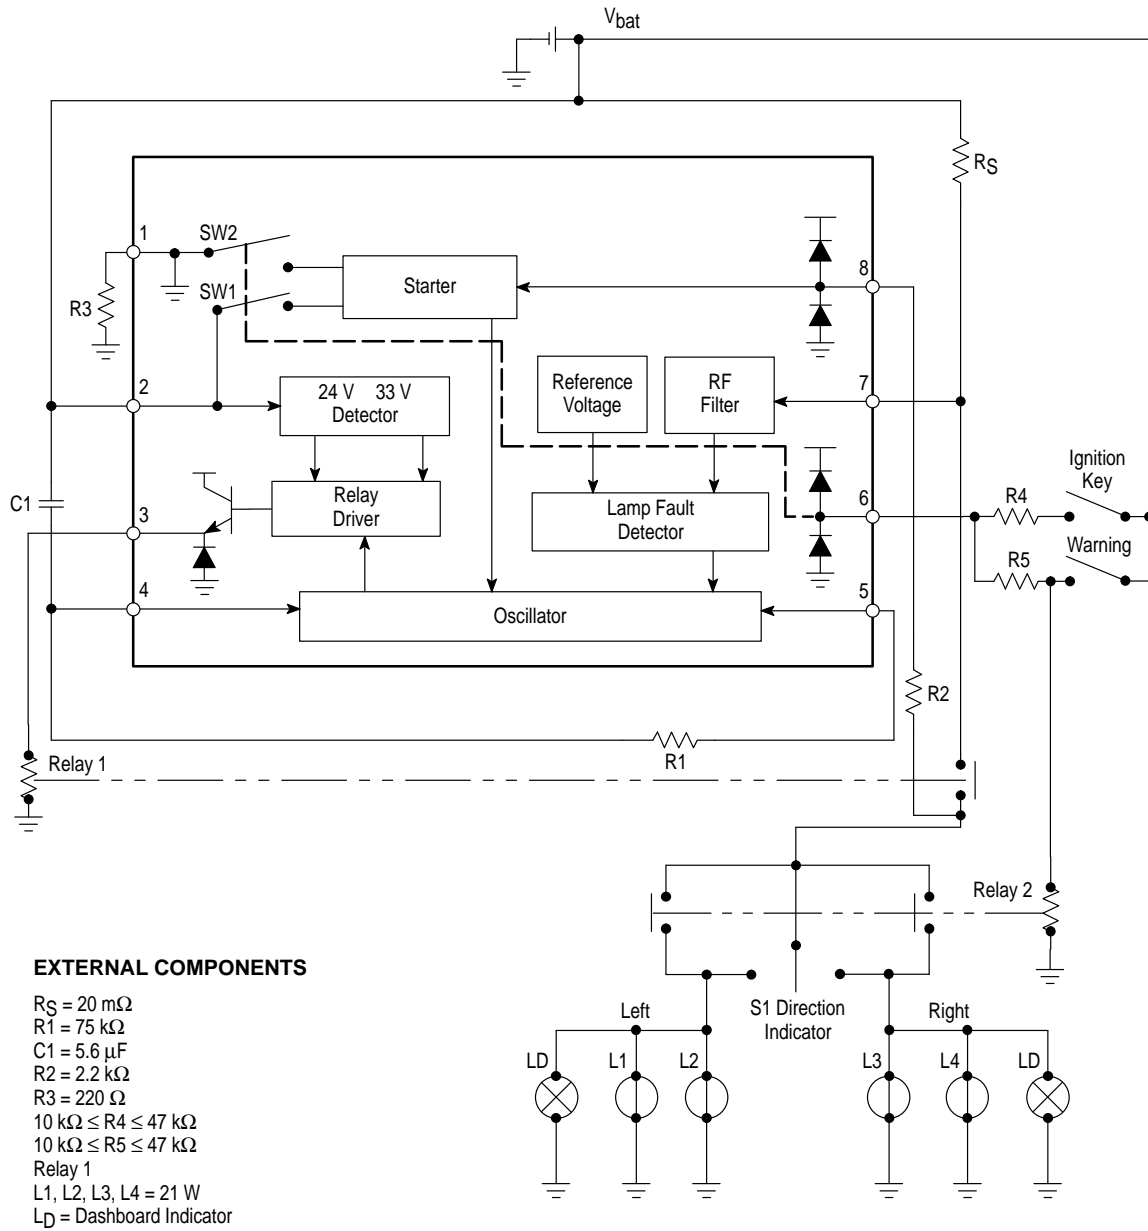 Vbat
RS
1
SW2
SW1
Starter
8
R3
2
24 V 33 V
Detector
Reference
Voltage
RF
Filter
7
C1
3
Relay
Driver
Lamp Fault
Detector
6
R4
Ignition
Key
R5
Warning
4
Oscillator
5
R2
R1
Relay 1
Relay 2
EXTERNAL COMPONENTS
RS = 20 mΩ
R1 = 75 kΩ
C1 = 5.6 μF
R2 = 2.2 kΩ
R3 = 220 Ω
10 kΩ ≤ R4 ≤ 47 kΩ
10 kΩ ≤ R5 ≤ 47 kΩ
Relay 1
L1, L2, L3, L4 = 21 W
LD = Dashboard Indicator
Left
S1 Direction
Indicator
Right
LD
L1
L2
L3
L4
LD